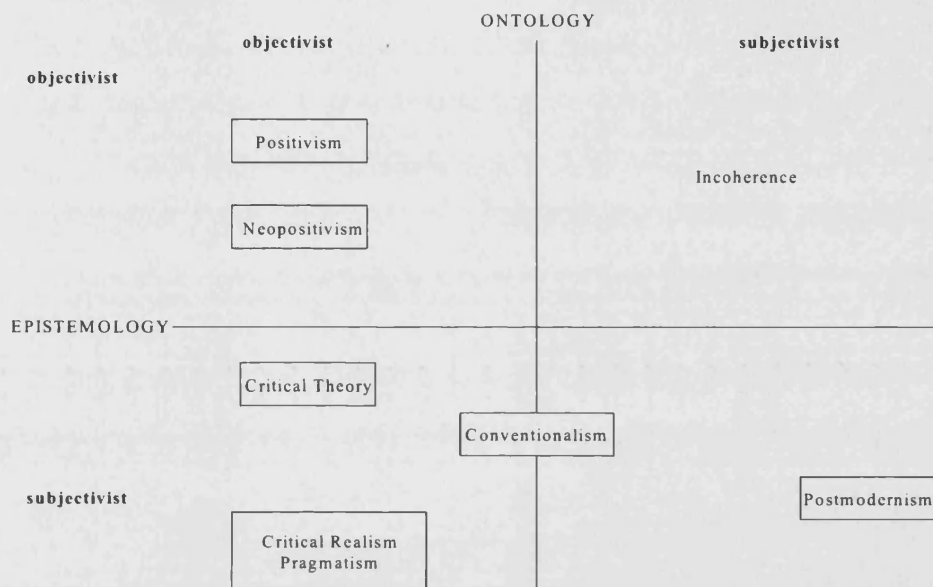 ONTOLOGY
objectivist
subjectivist
objectivist
Positivism
Incoherence
Neopositivism
EPISTEMOLOGY
Critical Theory
Conventionalism
subjectivist
Postmodernism
Critical Realism
Pragmatism